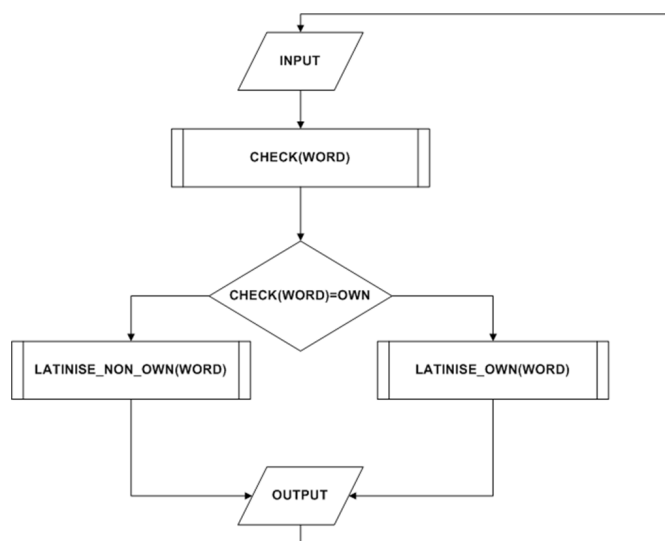 INPUT
CHECK(WORD)
CHECK(WORD)=OWN
LATINISE_NON_OWN(WORD)
LATINISE_OWN(WORD)
OUTPUT